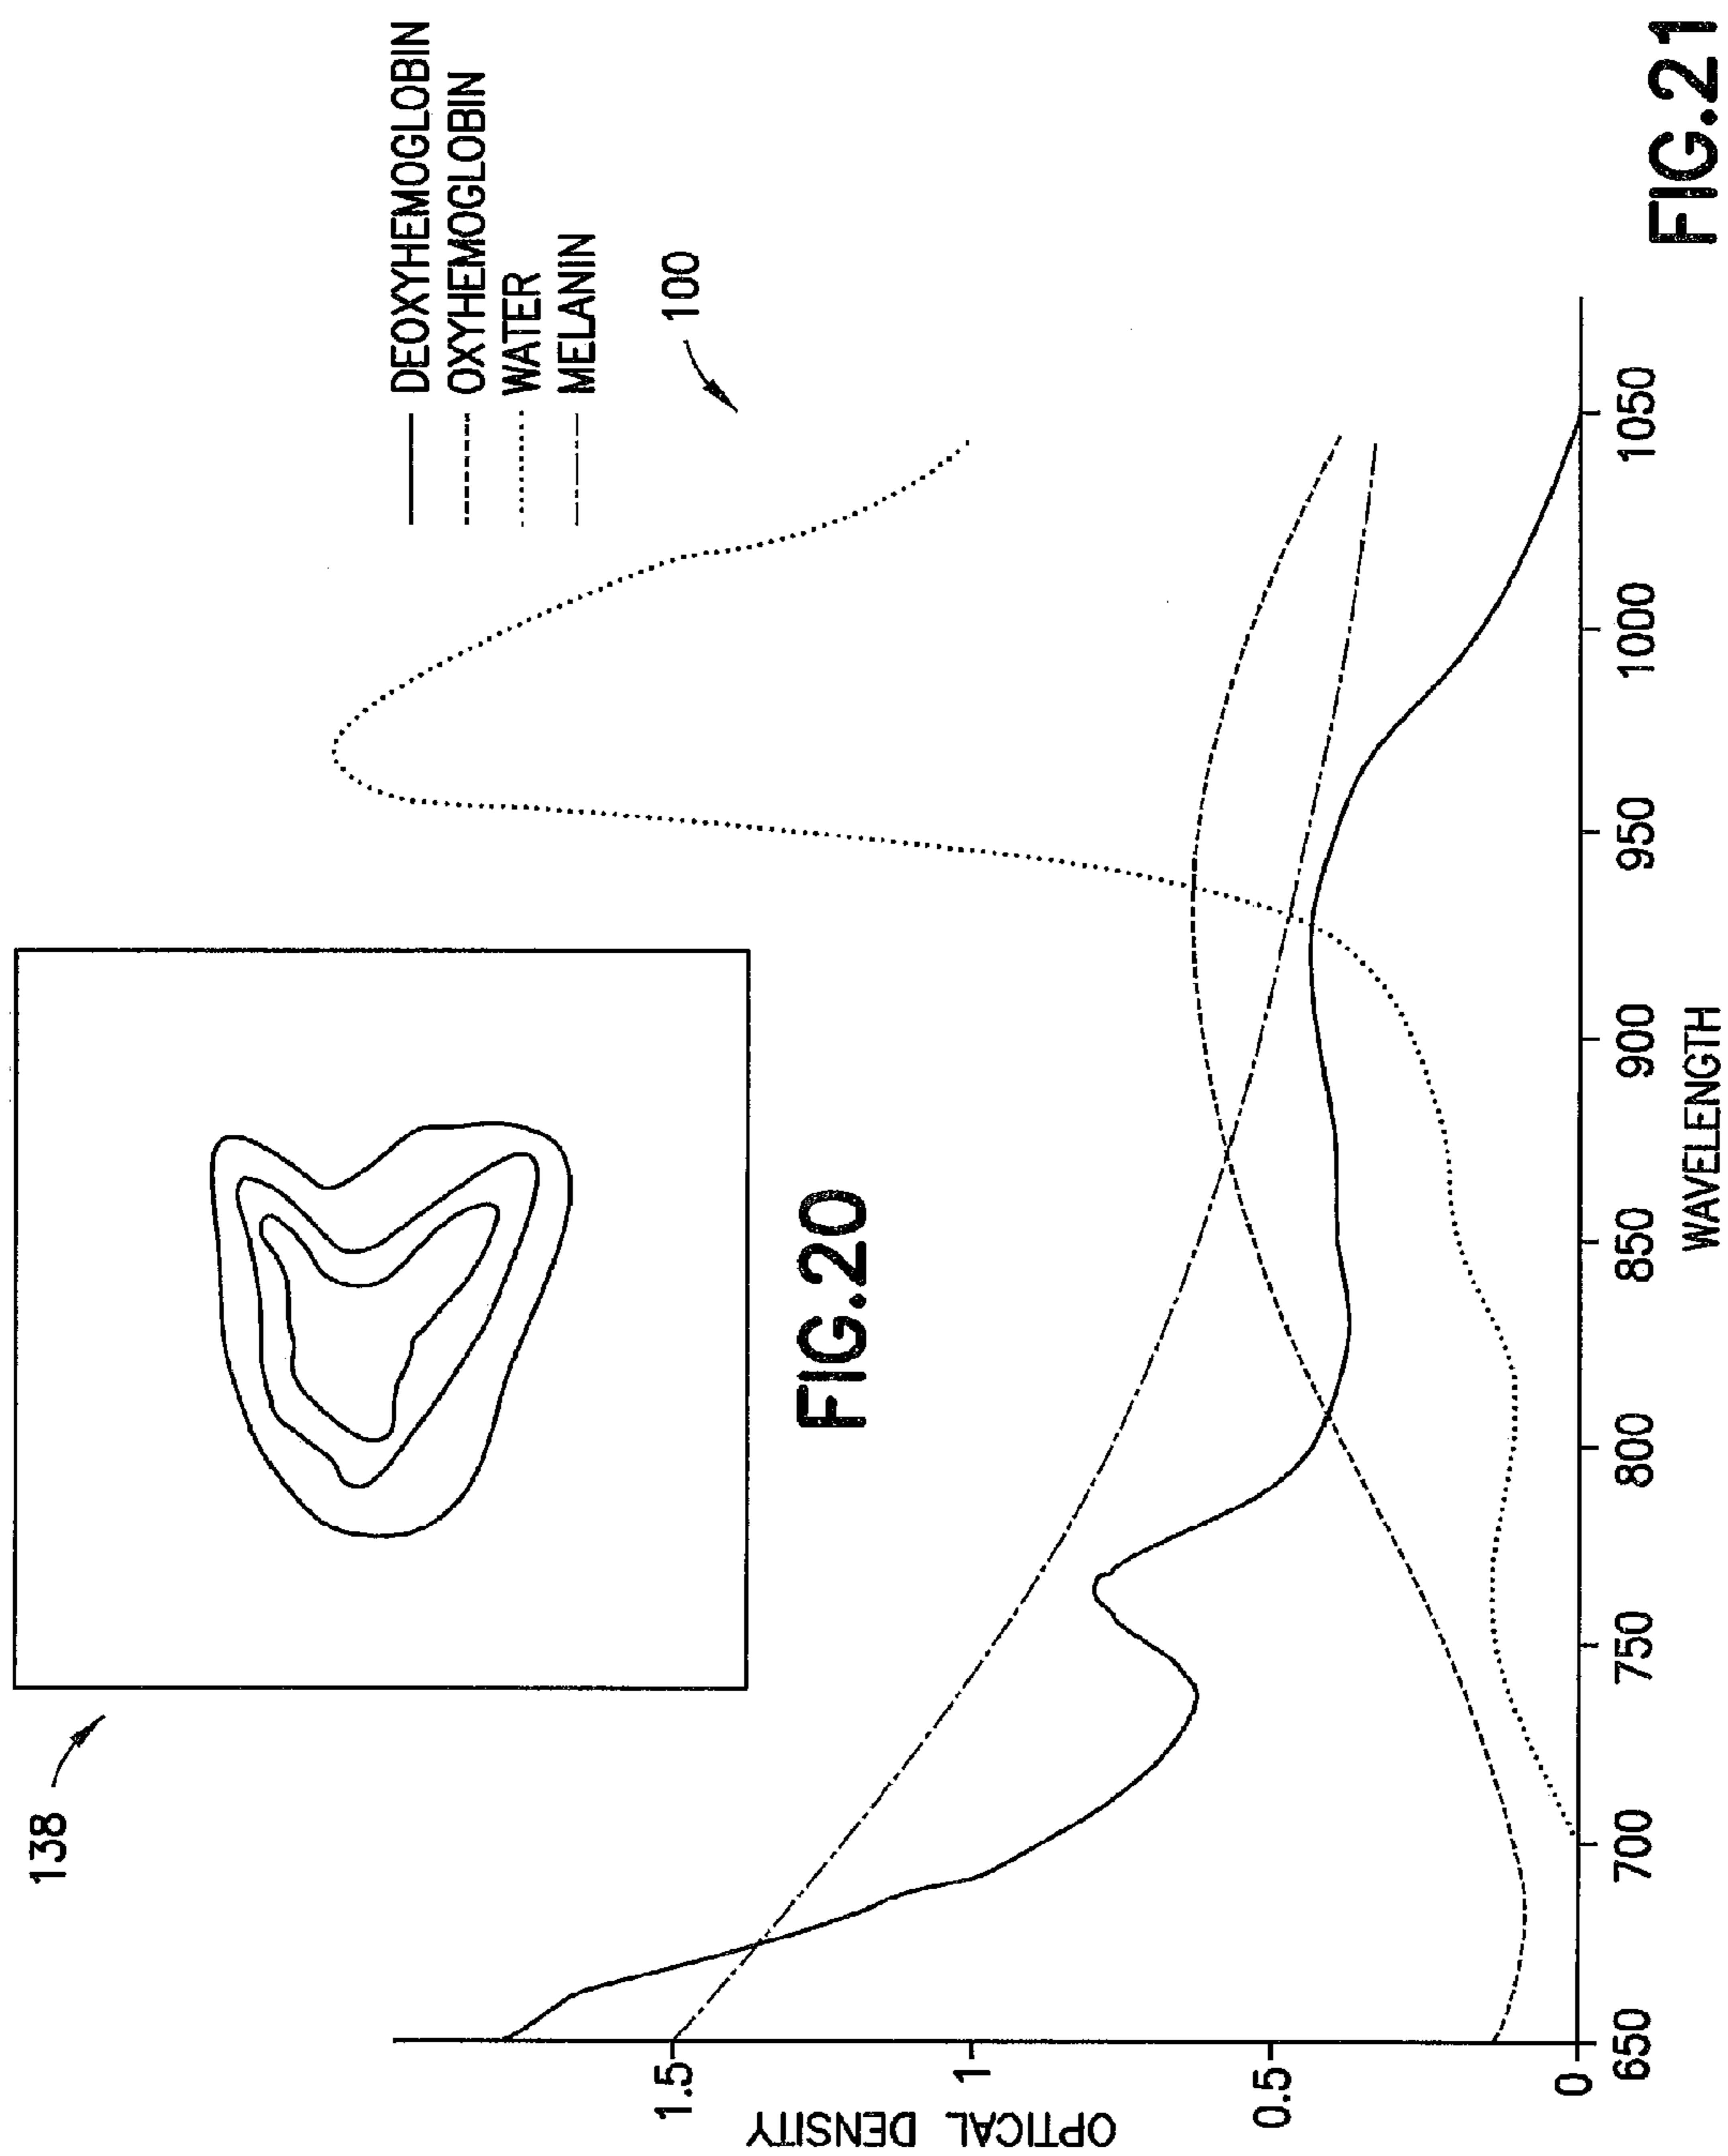 138
FIG.20
DEOXYHEMOGLOBIN
OXYHEMOGLOBIN
WATER
MELANIN
100
OPTICAL DENSITY
1.5
1
0.5
0
650
700
750
800
850
900
950
1000
1050
WAVELENGTH
FIG.21